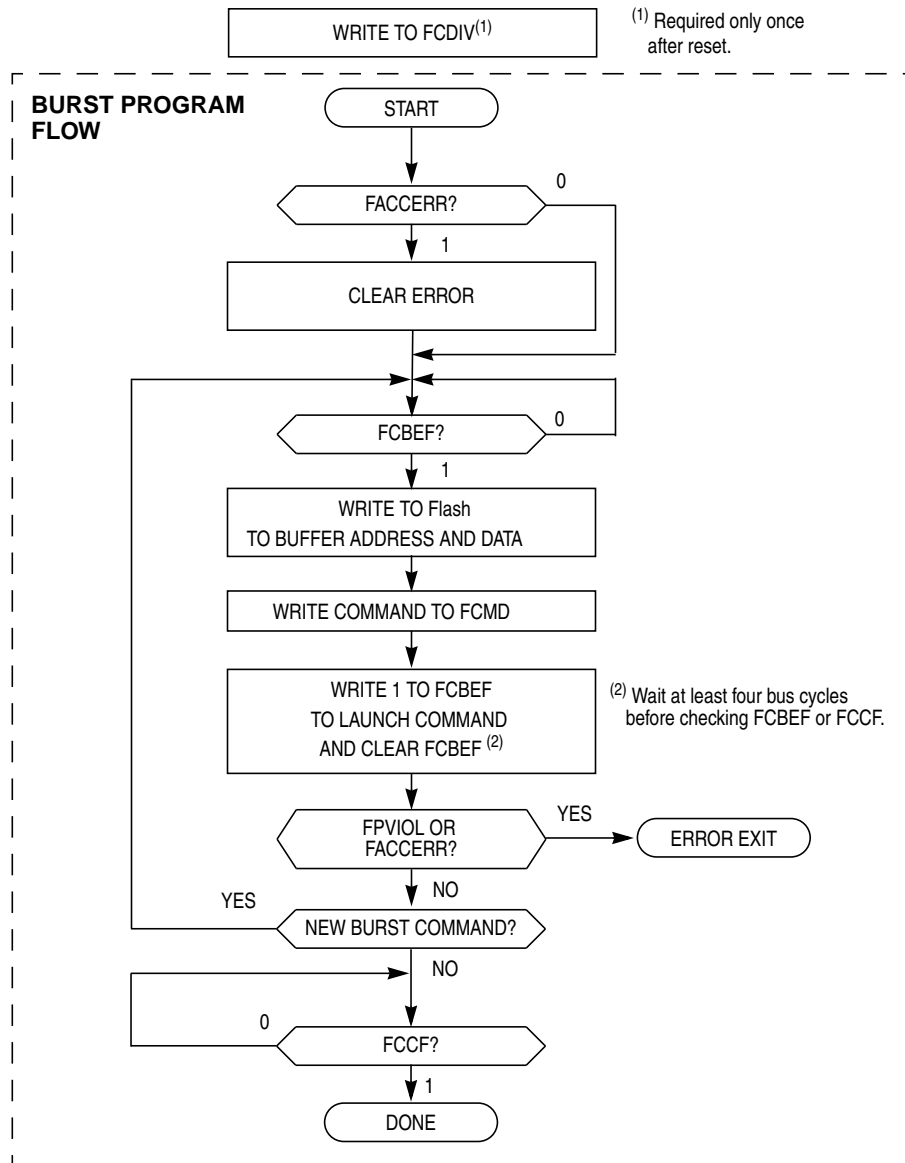 WRITE TO FCDIV(1)
(1) Required only once
after reset.
BURST PROGRAM
FLOW
START
FACCERR?
0
1
CLEAR ERROR
FCBEF?
0
1
WRITE TO Flash
TO BUFFER ADDRESS AND DATA
WRITE COMMAND TO FCMD
WRITE 1 TO FCBEF
TO LAUNCH COMMAND
AND CLEAR FCBEF (2)
(2) Wait at least four bus cycles
before checking FCBEF or FCCF.
FPVIOL OR
FACCERR?
YES
ERROR EXIT
NO
YES
NEW BURST COMMAND?
NO
0
FCCF?
1
DONE